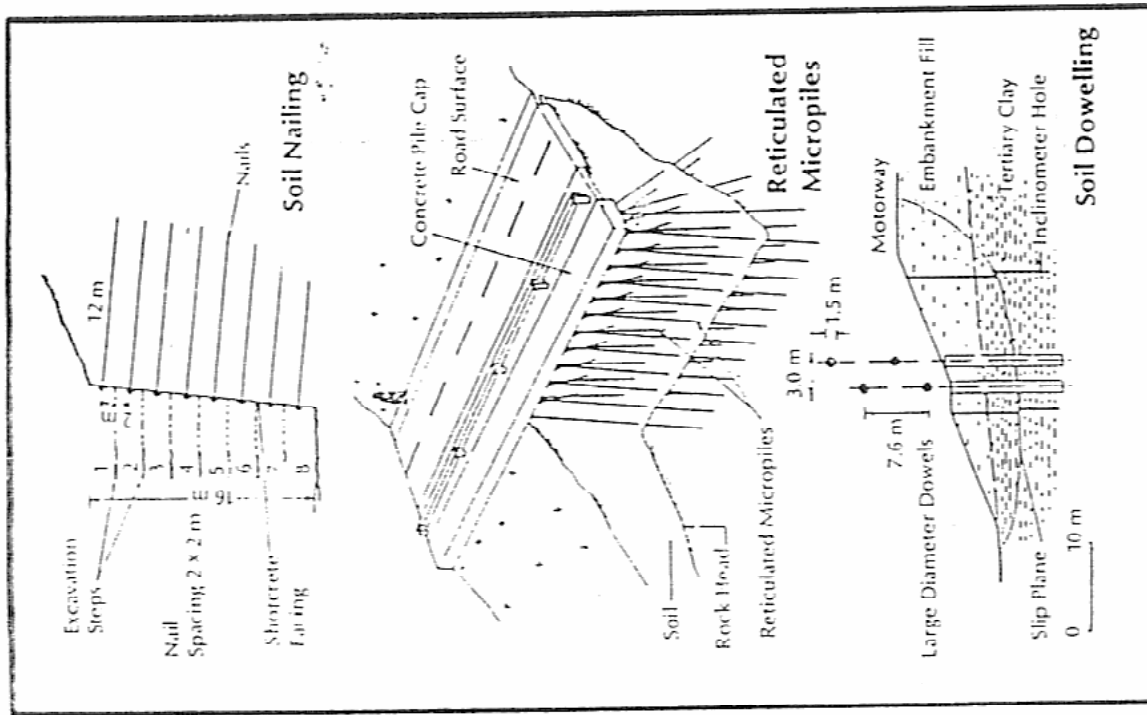 Excavation
Steps
Nail
Spacing 2 x 2 m
Shotcrete
Facing
1
2
3
4
5
6
7
8
16 m
2 m
12 m
Nails
Soil Nailing
Concrete Pile Cap
Road Surface
Soil
Rock Head
Reticulated Micropiles
Reticulated
Micropiles
Large Diameter Dowels
7.6 m
3.0 m
1.5 m
Motorway
Embankment Fill
Tertiary Clay
Inclinometer Hole
Slip Plane
0
10 m
Soil Dowelling